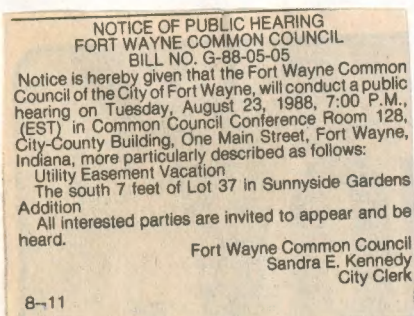 NOTICE OF PUBLIC HEARING
FORT WAYNE COMMON COUNCIL
BILL NO. G-88-05-05
Notice is hereby given that the Fort Wayne Common
Council of the City of Fort Wayne, will conduct a public
hearing on Tuesday, August 23, 1988, 7:00 P.M.,
(EST) in Common Council Conference Room 128,
City-County Building, One Main Street, Fort Wayne,
Indiana, more particularly described as follows:
Utility Easement Vacation
The south 7 feet of Lot 37 in Sunnyside Gardens
Addition
All interested parties are invited to appear and be
heard.
Fort Wayne Common Council
Sandra E. Kennedy
City Clerk
8--11